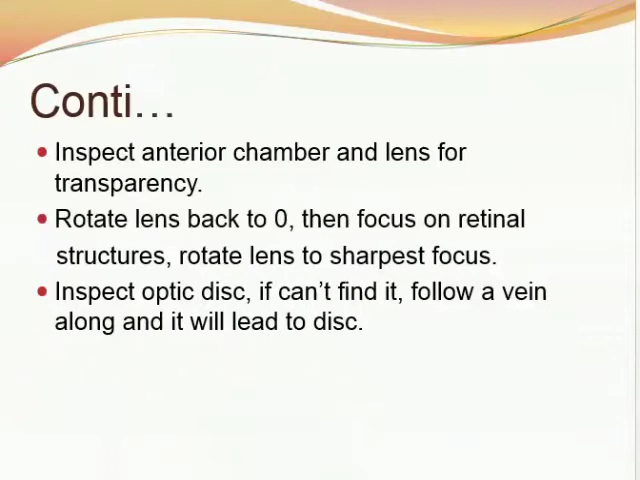 Conti…
• Inspect anterior chamber and lens for
transparency.
• Rotate lens back to 0, then focus on retinal
structures, rotate lens to sharpest focus.
• Inspect optic disc, if can’t find it, follow a vein
along and it will lead to disc.